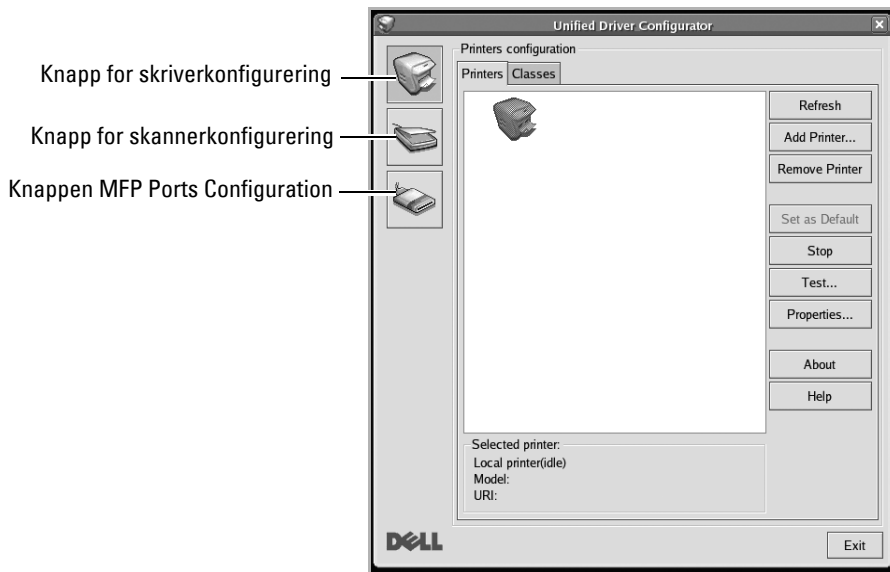 Unified Driver Configurator
Knapp for skriverkonfigurering
Knapp for skannerkonfigurering
Knappen MFP Ports Configuration
Printers configuration
Printers Classes
Refresh
Add Printer...
Remove Printer
Set as Default
Stop
Test...
Properties...
About
Help
Selected printer:
Local printer(idle)
Model:
URI:
DELL
Exit